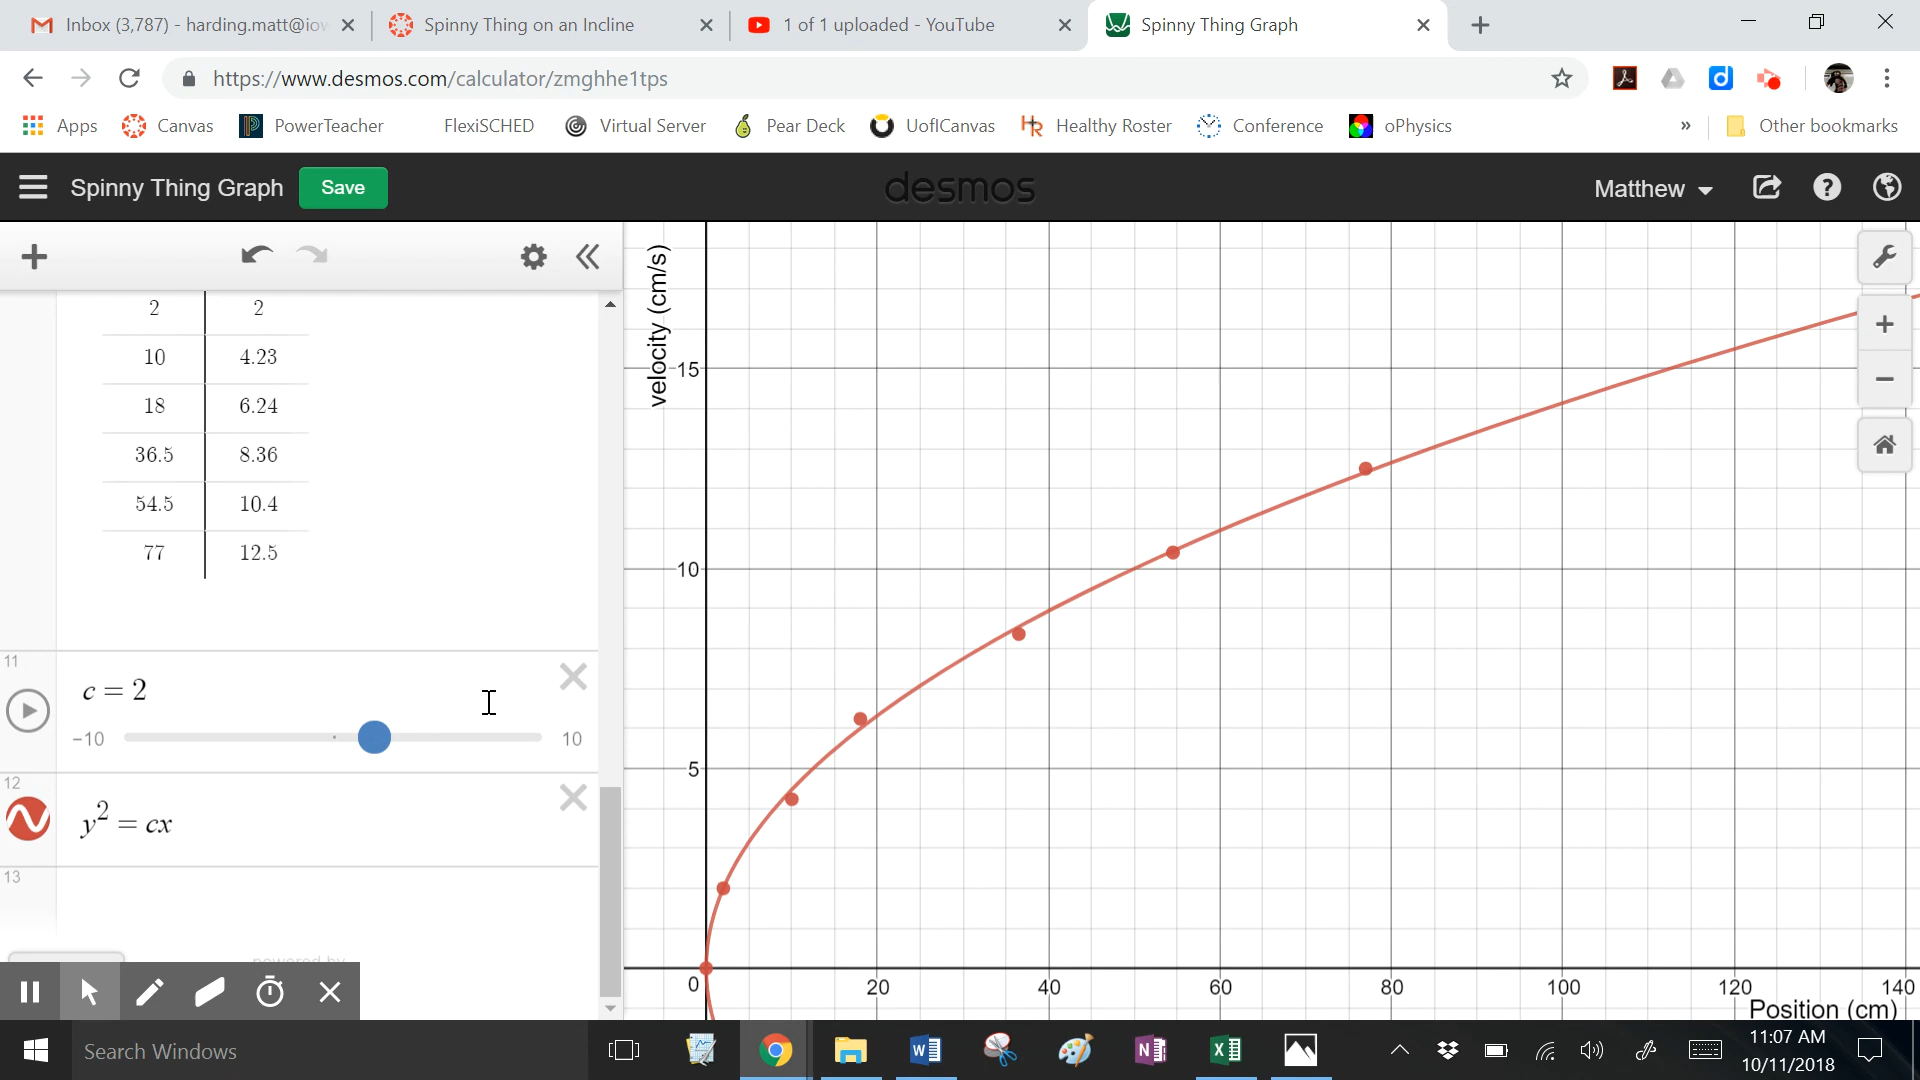 Inbox (3,787) - harding.matt@iow
Spinny Thing on an Incline
1 of 1 uploaded - YouTube
Spinny Thing Graph
https://www.desmos.com/calculator/zmghhe1tps
Apps
Canvas
PowerTeacher
FlexiSCHED
Virtual Server
Pear Deck
UofICanvas
Healthy Roster
Conference
oPhysics
»
Other bookmarks
Spinny Thing Graph
Save
desmos
Matthew
2 2
10 4.23
18 6.24
36.5 8.36
54.5 10.4
77 12.5
11
c = 2
-10 10
12
y² = cx
13
powered by
velocity (cm/s)
15
10
5
0 20 40 60 80 100 120 140
Position (cm)
Search Windows
11:07 AM
10/11/2018